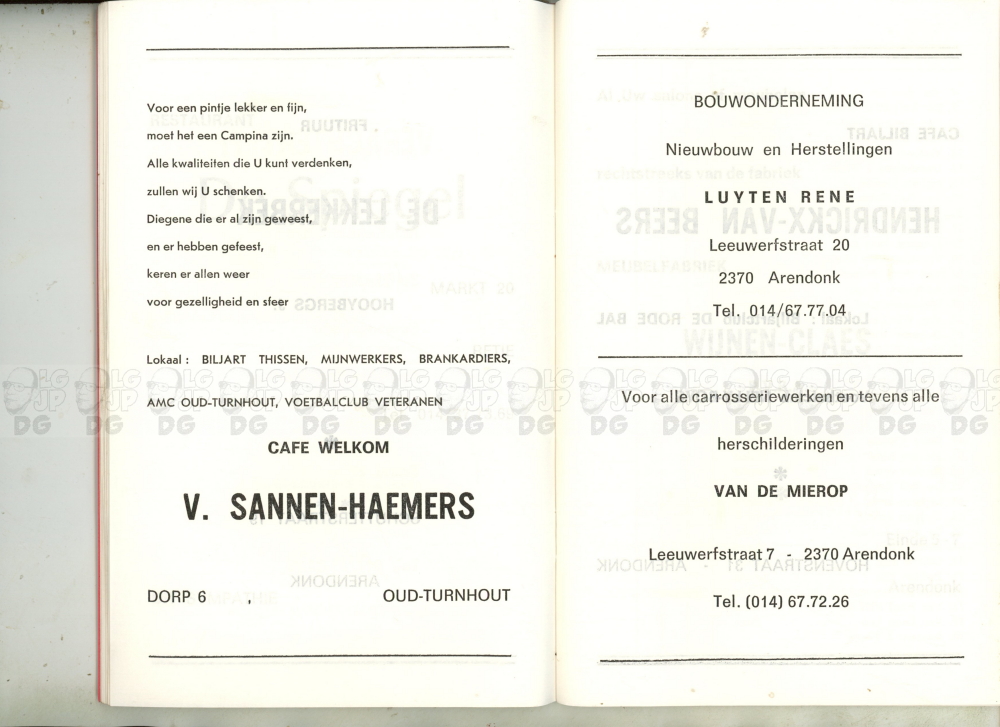 Voor een pintje lekker en fijn,
moet het een Campina zijn.
Alle kwaliteiten die U kunt verdenken,
zullen wij U schenken.
Diegene die er al zijn geweest,
en er hebben gefeest,
keren er allen weer
voor gezelligheid en sfeer
Lokaal : BILJART THISSEN, MIJNWERKERS, BRANKARDIERS,
AMC OUD-TURNHOUT, VOETBALCLUB VETERANEN
CAFE WELKOM
V. SANNEN-HAEMERS
DORP 6 , OUD-TURNHOUT
BOUWONDERNEMING
Nieuwbouw en Herstellingen
LUYTEN RENE
Leeuwerfstraat 20
2370 Arendonk
Tel. 014/67.77.04
Voor alle carrosseriewerken en tevens alle
herschilderingen
VAN DE MIEROP
Leeuwerfstraat 7 - 2370 Arendonk
Tel. (014) 67.72.26